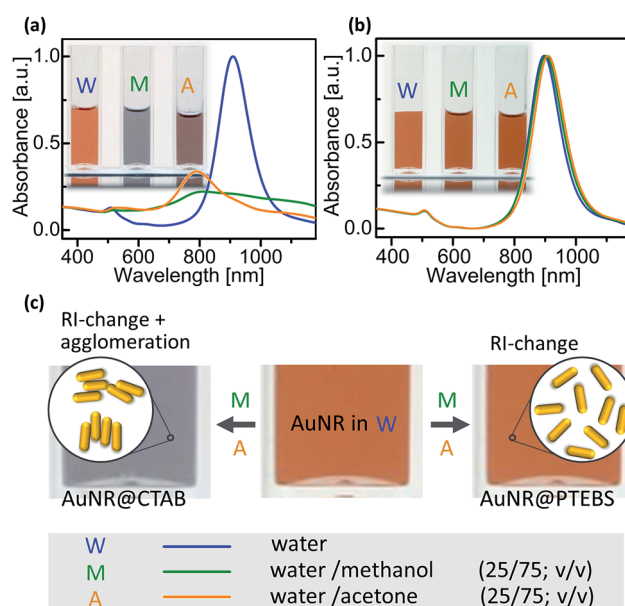 (a)
W M A
Absorbance [a.u.]
1.0
0.5
0.0
400 600 800 1000
Wavelength [nm]
(b)
W M A
Absorbance [a.u.]
1.0
0.5
0.0
400 600 800 1000
Wavelength [nm]
(c)
RI-change +
agglomeration
RI-change
M
A
AuNR in W
M
A
AuNR@CTAB
AuNR@PTEBS
W water
M water /methanol (25/75; v/v)
A water /acetone (25/75; v/v)